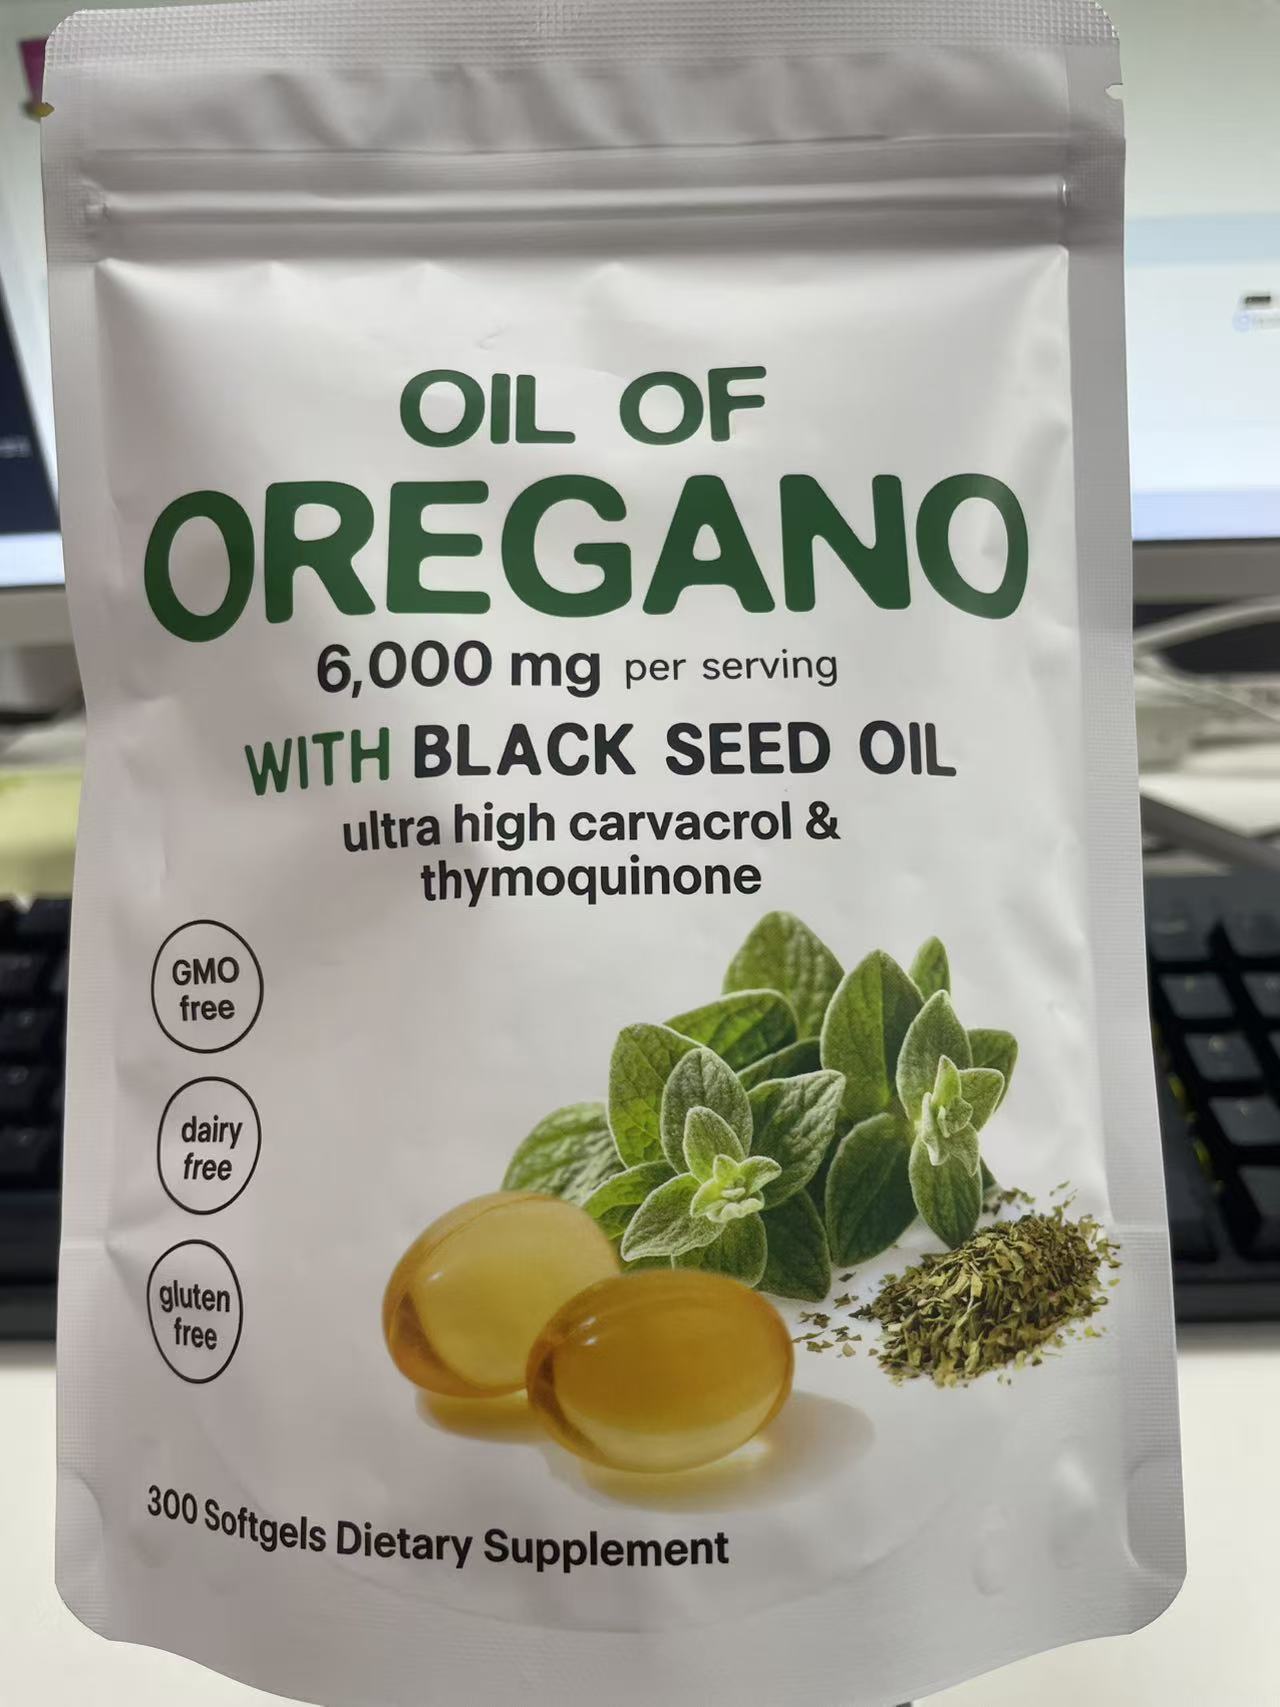 OIL OF
OREGANO
6,000 mg per serving
WITH BLACK SEED OIL
ultra high carvacrol &
thymoquinone
GMO
free
dairy
free
gluten
free
300 Softgels Dietary Supplement